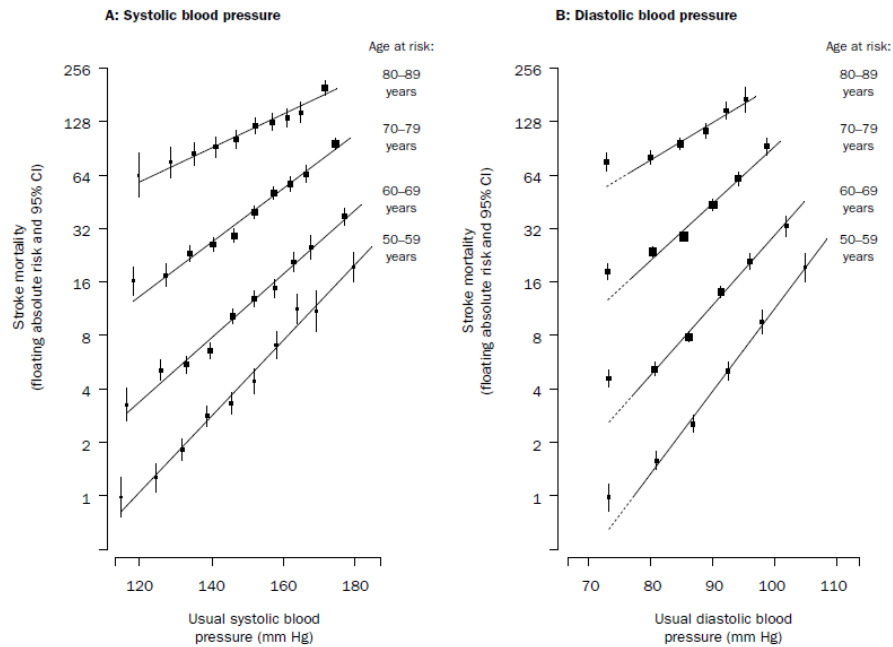 A: Systolic blood pressure
Age at risk:
80–89
years
70–79
years
60–69
years
50–59
years
256
128
64
32
16
8
4
2
1
Stroke mortality
(floating absolute risk and 95% CI)
120 140 160 180
Usual systolic blood
pressure (mm Hg)
B: Diastolic blood pressure
Age at risk:
80–89
years
70–79
years
60–69
years
50–59
years
256
128
64
32
16
8
4
2
1
Stroke mortality
(floating absolute risk and 95% CI)
70 80 90 100 110
Usual diastolic blood
pressure (mm Hg)